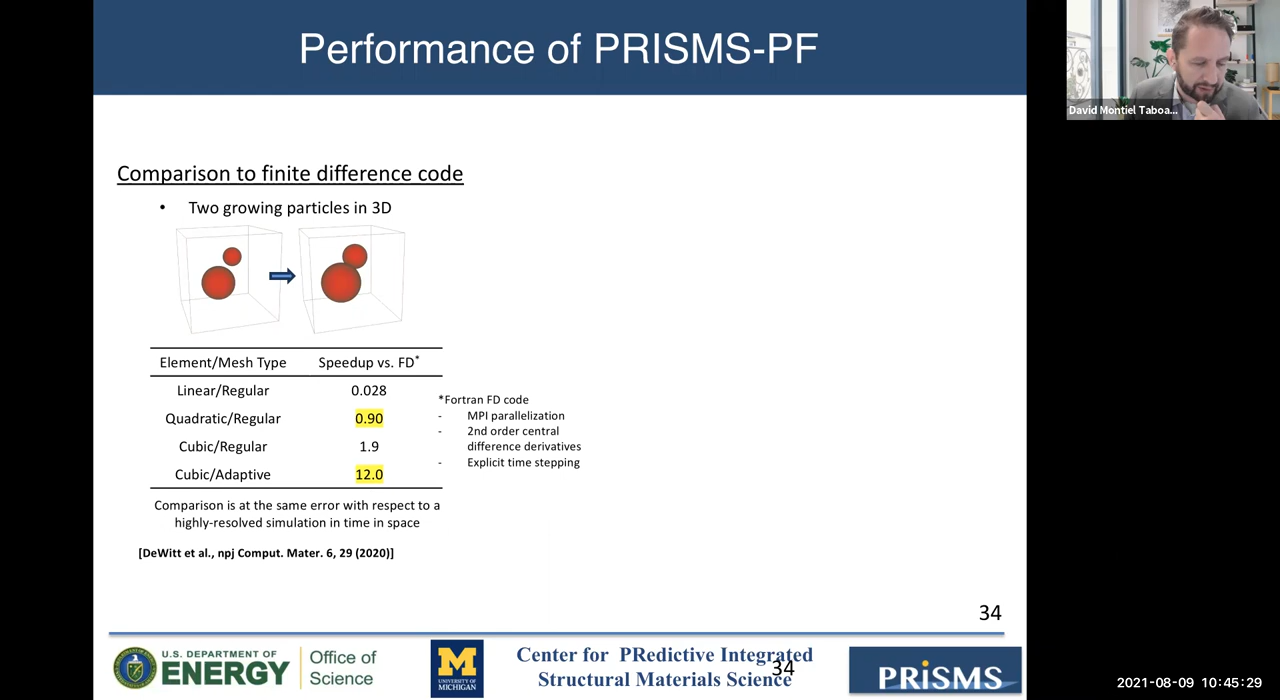 Performance of PRISMS-PF
David Montiel Taboa...
Comparison to finite difference code
• Two growing particles in 3D
Element/Mesh Type Speedup vs. FD*
Linear/Regular 0.028
Quadratic/Regular 0.90
Cubic/Regular 1.9
Cubic/Adaptive 12.0
*Fortran FD code
- MPI parallelization
- 2nd order central
difference derivatives
- Explicit time stepping
Comparison is at the same error with respect to a
highly-resolved simulation in time in space
[DeWitt et al., npj Comput. Mater. 6, 29 (2020)]
34
U.S. DEPARTMENT OF
ENERGY
Office of
Science
M
UNIVERSITY OF
MICHIGAN
Center for PRedictive Integrated
Structural Materials Science
34
PRiSMS
2021-08-09 10:45:29